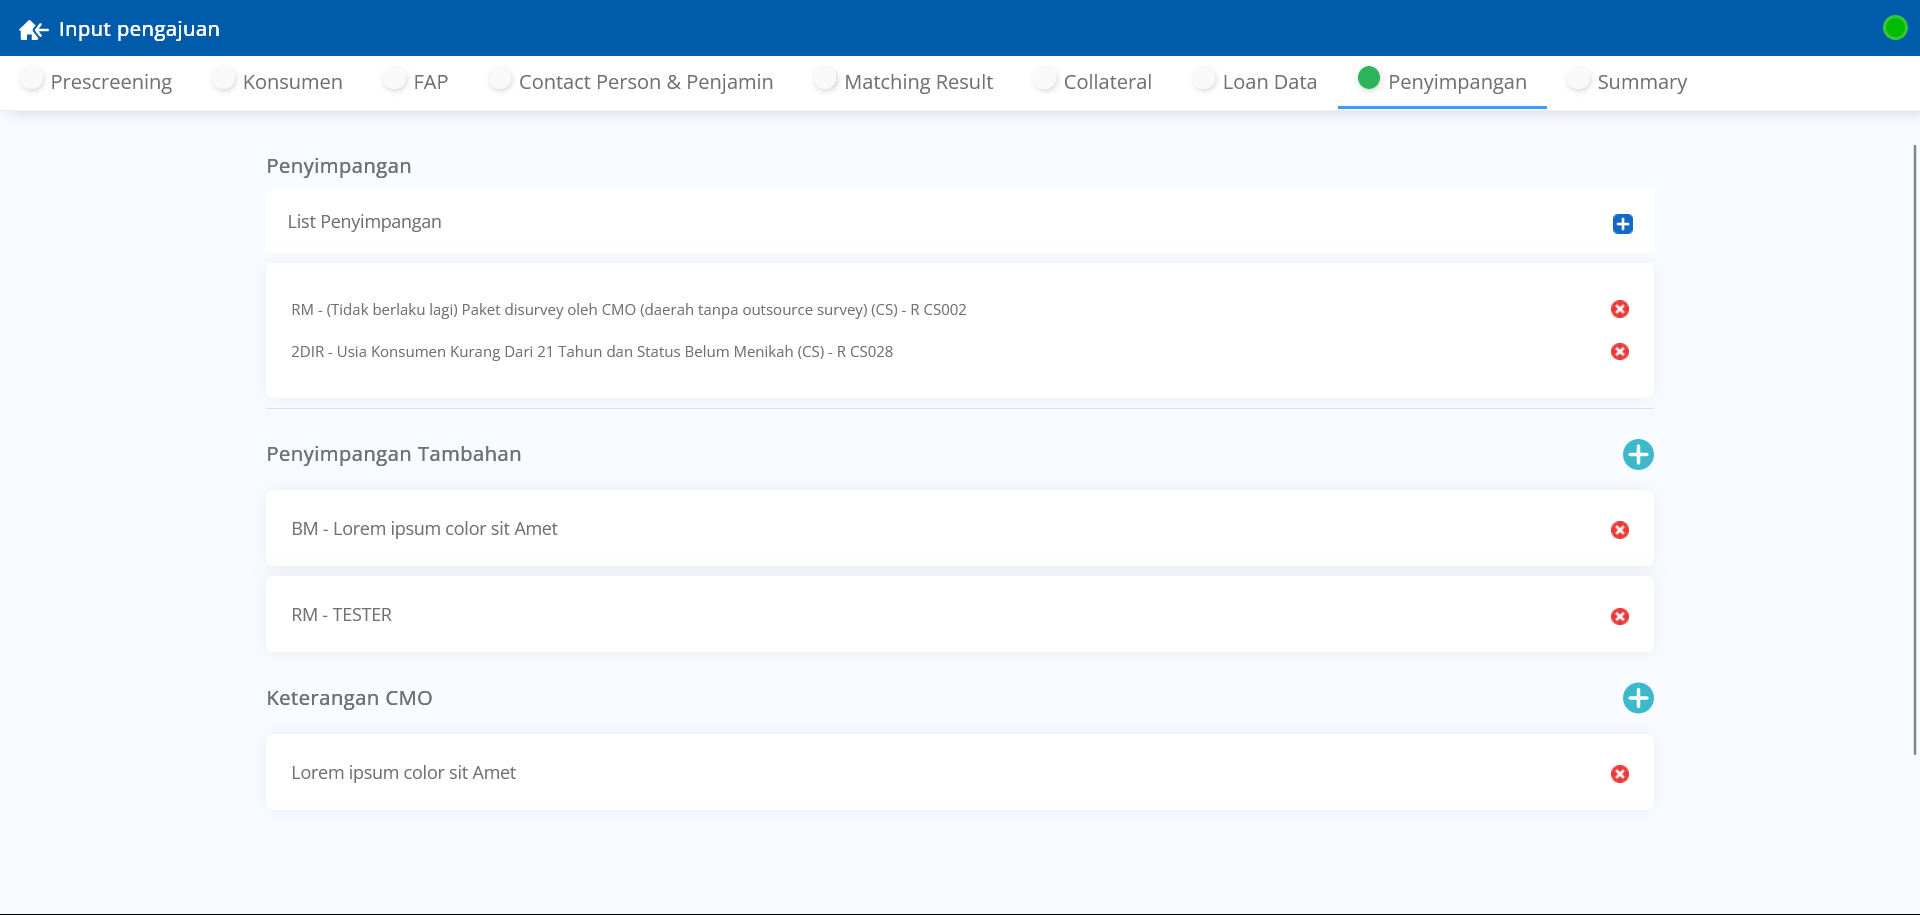 Input pengajuan
Prescreening
Konsumen
FAP
Contact Person & Penjamin
Matching Result
Collateral
Loan Data
Penyimpangan
Summary
Penyimpangan
List Penyimpangan
RM - (Tidak berlaku lagi) Paket disurvey oleh CMO (daerah tanpa outsource survey) (CS) - R CS002
2DIR - Usia Konsumen Kurang Dari 21 Tahun dan Status Belum Menikah (CS) - R CS028
Penyimpangan Tambahan
BM - Lorem ipsum color sit Amet
RM - TESTER
Keterangan CMO
Lorem ipsum color sit Amet